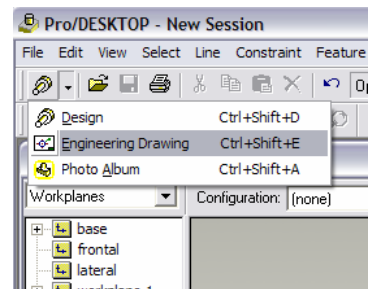 Pro/DESKTOP - New Session
File Edit View Select Line Constraint Feature
Design Ctrl+Shift+D
Engineering Drawing Ctrl+Shift+E
Photo Album Ctrl+Shift+A
Workplanes Configuration: (none)
base
frontal
lateral